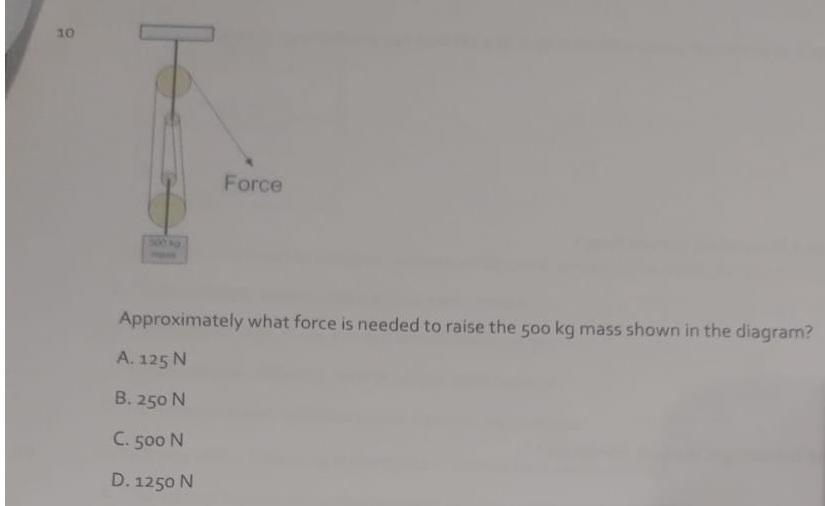 10
Force
500 kg
mass
Approximately what force is needed to raise the 500 kg mass shown in the diagram?
A. 125 N
B. 250 N
C. 500 N
D. 1250 N